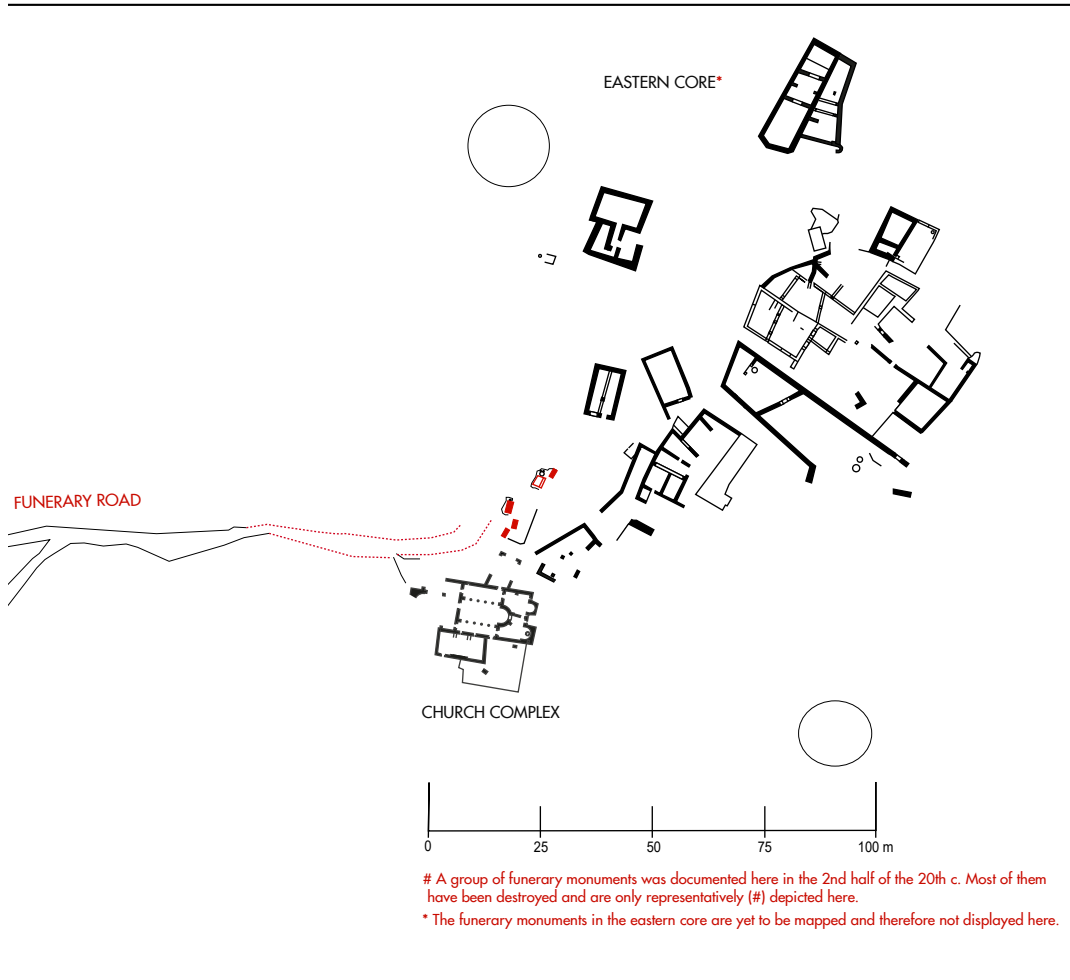 EASTERN CORE*
FUNERARY ROAD
CHURCH COMPLEX
0 25 50 75 100 m
# A group of funerary monuments was documented here in the 2nd half of the 20th c. Most of them
have been destroyed and are only representatively (#) depicted here.
* The funerary monuments in the eastern core are yet to be mapped and therefore not displayed here.